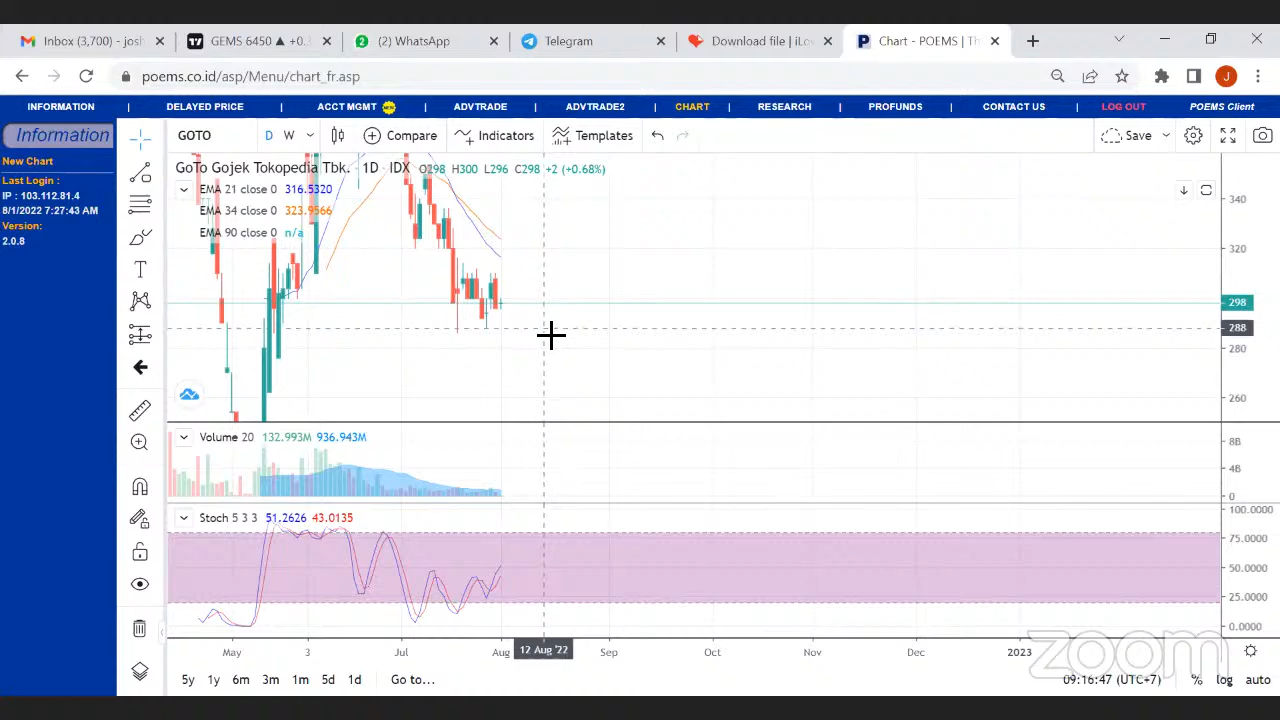 Inbox (3,700) - josh
GEMS 6450 ▲ +0.3
(2) WhatsApp
Telegram
Download file | iLov
Chart - POEMS | Th
poems.co.id/asp/Menu/chart_fr.asp
J
INFORMATION | DELAYED PRICE | ACCT MGMT NEW | ADVTRADE | ADVTRADE2 | CHART | RESEARCH | PROFUNDS | CONTACT US | LOG OUT POEMS Client
Information
New Chart
Last Login :
IP : 103.112.81.4
8/1/2022 7:27:43 AM
Version:
2.0.8
GOTO D W Compare Indicators Templates Save
GoTo Gojek Tokopedia Tbk. · 1D · IDX O298 H300 L296 C298 +2 (+0.68%)
EMA 21 close 0 316.5320
EMA 34 close 0 323.9566
EMA 90 close 0 n/a
340
320
298
288
280
260
Volume 20 132.993M 936.943M
8B
4B
0
Stoch 5 3 3 51.2626 43.0135
100.0000
75.0000
50.0000
25.0000
0.0000
May 3 Jul Aug 12 Aug '22 Sep Oct Nov Dec 2023
zoom
5y 1y 6m 3m 1m 5d 1d Go to... 09:16:47 (UTC+7) % log auto